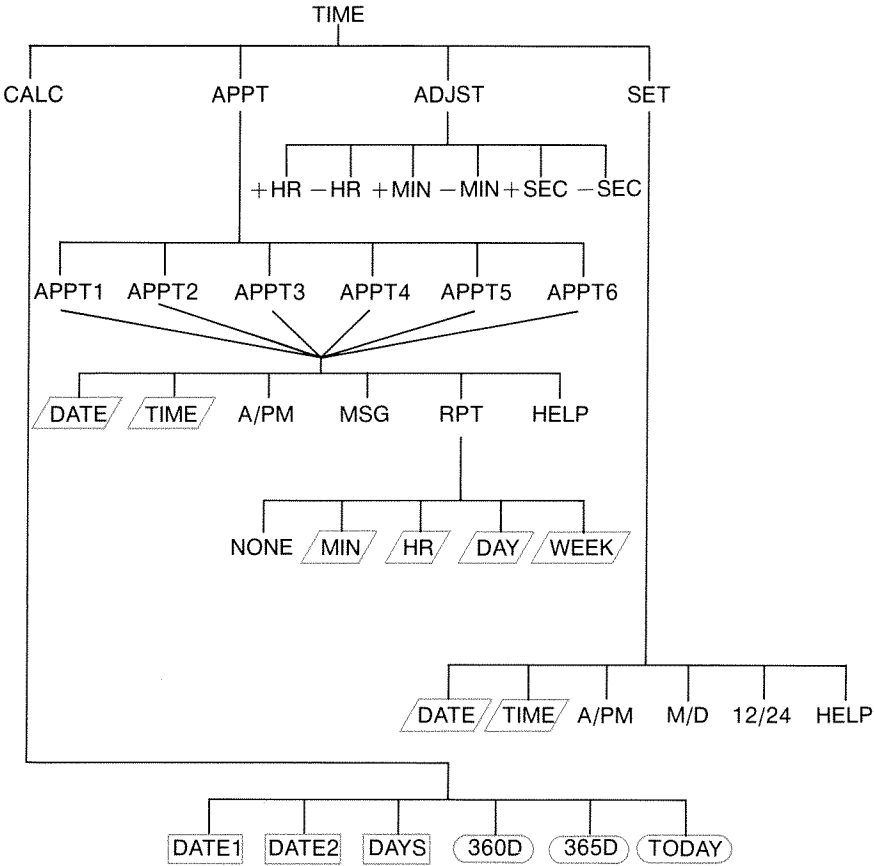 TIME
CALC APPT ADJST SET
+HR −HR +MIN −MIN +SEC −SEC
APPT1 APPT2 APPT3 APPT4 APPT5 APPT6
DATE TIME A/PM MSG RPT HELP
NONE MIN HR DAY WEEK
DATE TIME A/PM M/D 12/24 HELP
DATE1 DATE2 DAYS 360D 365D TODAY